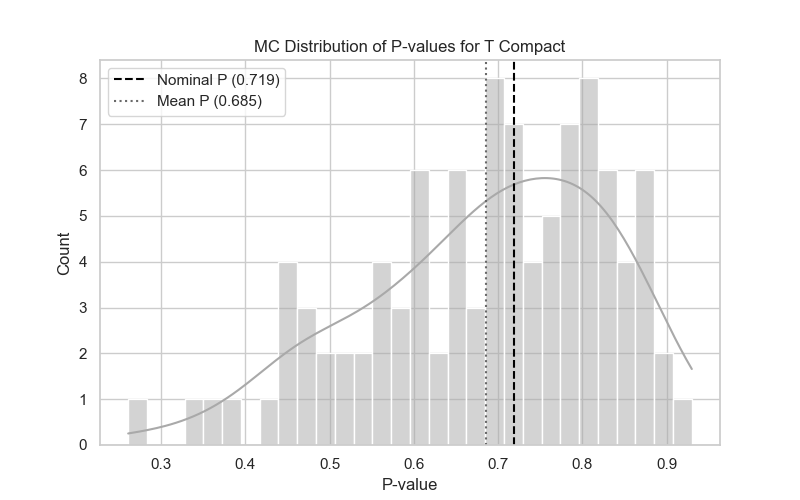 MC Distribution of P-values for T Compact
Nominal P (0.719)
Mean P (0.685)
8
7
6
5
4
3
2
1
0
Count
0.3 0.4 0.5 0.6 0.7 0.8 0.9
P-value